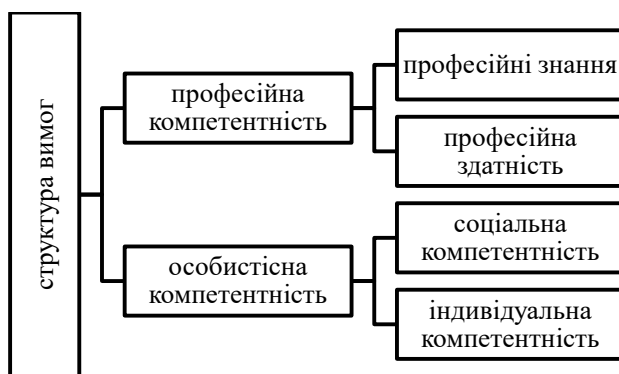 структура вимог
професійна
компетентність
професійні знання
професійна
здатність
особистісна
компетентність
соціальна
компетентність
індивідуальна
компетентність